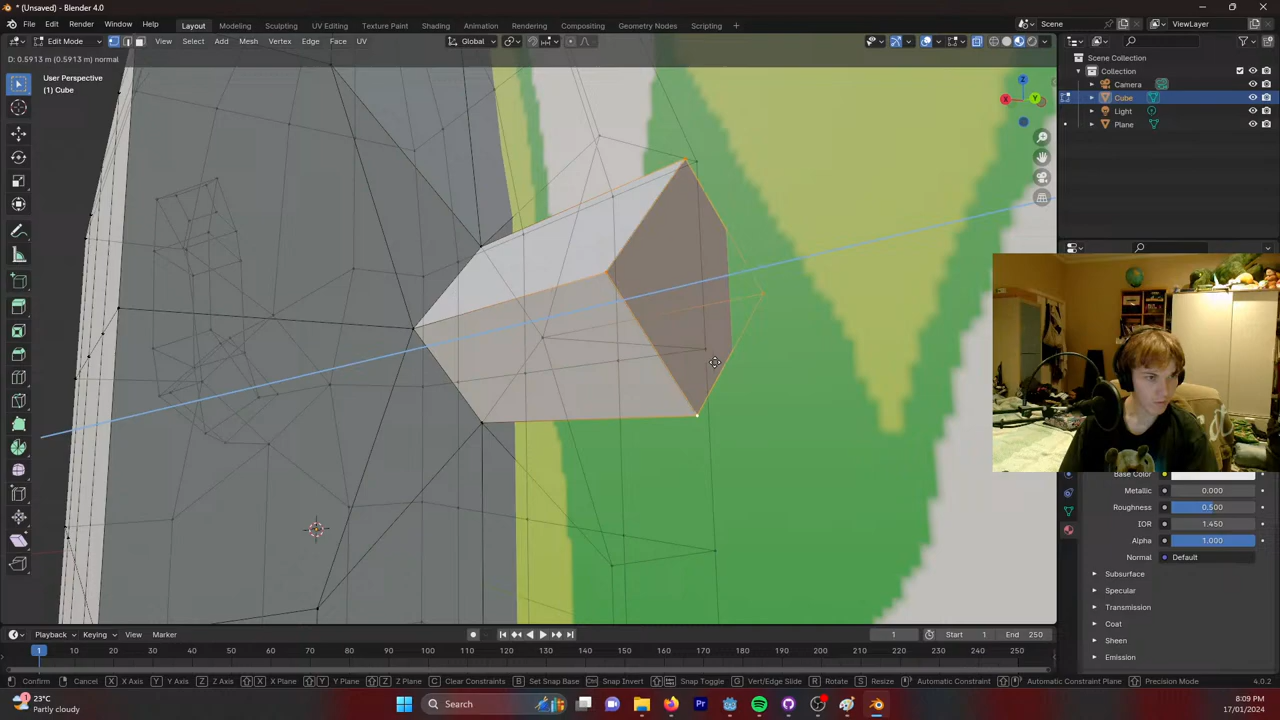 * (Unsaved) - Blender 4.0
File Edit Render Window Help Layout Modeling Sculpting UV Editing Texture Paint Shading Animation Rendering Compositing Geometry Nodes Scripting + Scene ViewLayer
Edit Mode View Select Add Mesh Vertex Edge Face UV Global
D: 0.5913 m (0.5913 m) normal
User Perspective
(1) Cube
X Y Z
Scene Collection
Collection
Camera
Cube
Light
Plane
Base Color
Metallic 0.000
Roughness 0.500
IOR 1.450
Alpha 1.000
Normal Default
Subsurface
Specular
Transmission
Coat
Sheen
Emission
Playback Keying View Marker 1 Start 1 End 250
1 10 20 30 40 50 60 70 80 90 100 110 120 130 140 150 160 170 180 190 200 210 220 230 240 250
Confirm Cancel X X Axis Y Y Axis Z Z Axis X X Plane Y Y Plane Z Z Plane C Clear Constraints B Set Snap Base Snap Invert Snap Toggle G Vert/Edge Slide R Rotate S Resize Automatic Constraint Automatic Constraint Plane Precision Mode 4.0.2
1 23°C
Partly cloudy
Search
Pr
8:09 PM
17/01/2024